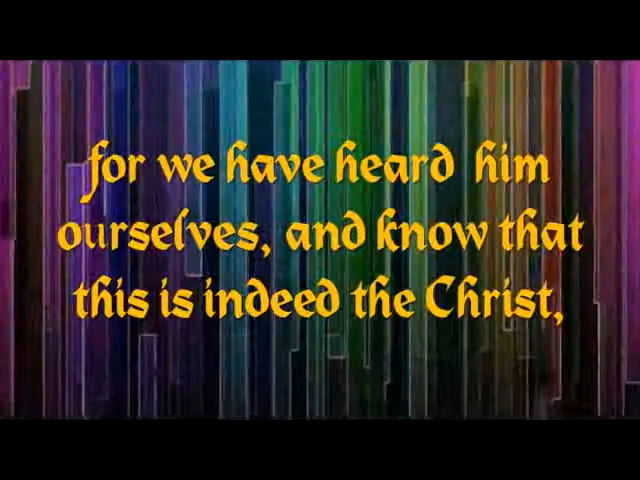 for we have heard him
ourselves, and know that
this is indeed the Christ,